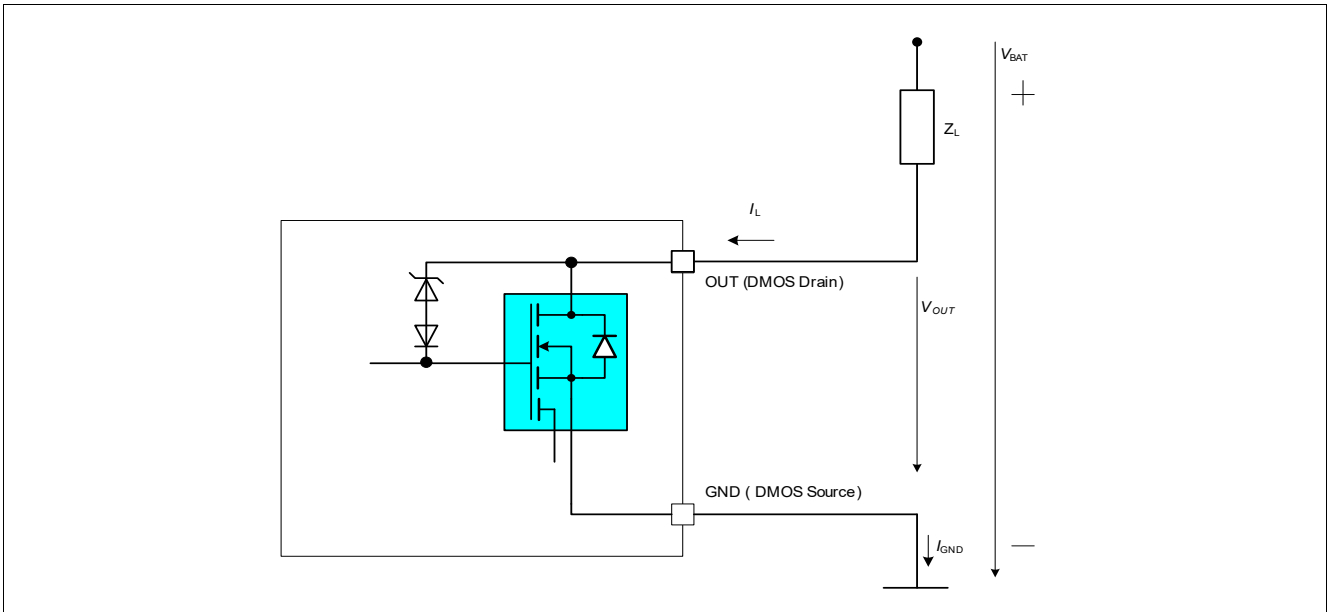 V_BAT
+
Z_L
I_L
OUT (DMOS Drain)
V_OUT
GND ( DMOS Source)
I_GND
—